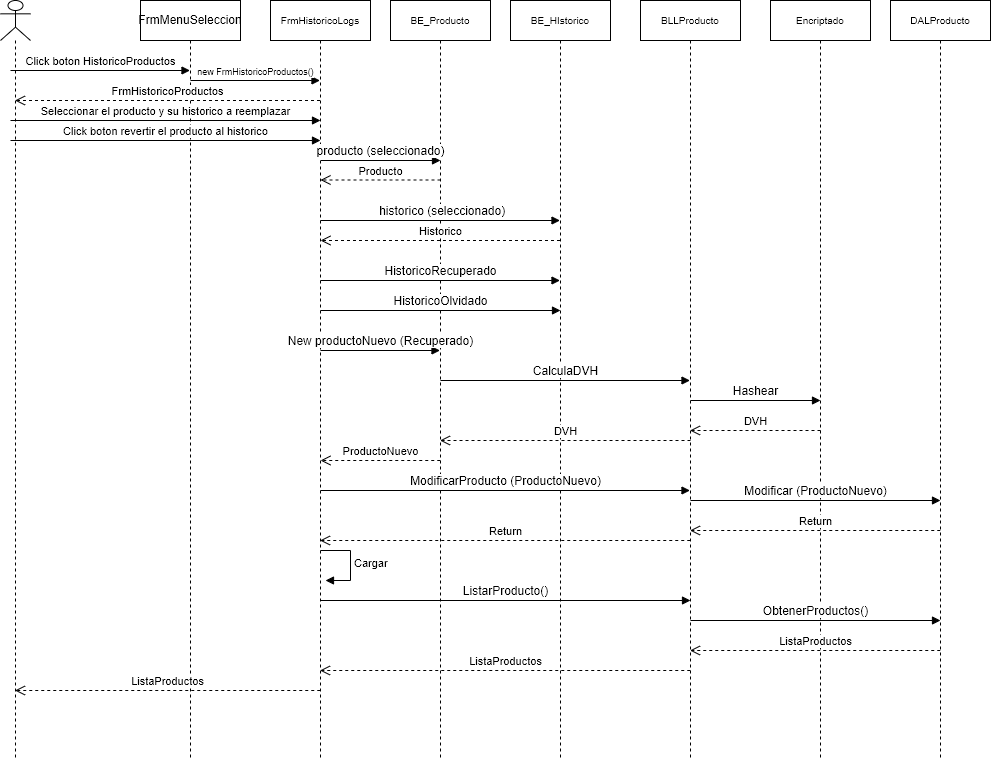 FrmMenuSeleccion
FrmHistoricoLogs
BE_Producto
BE_HIstorico
BLLProducto
Encriptado
DALProducto
Click boton HistoricoProductos
new FrmHistoricoProductos()
FrmHistoricoProductos
Seleccionar el producto y su historico a reemplazar
Click boton revertir el producto al historico
producto (seleccionado)
Producto
historico (seleccionado)
Historico
HistoricoRecuperado
HistoricoOlvidado
New productoNuevo (Recuperado)
CalculaDVH
Hashear
DVH
DVH
ProductoNuevo
ModificarProducto (ProductoNuevo)
Modificar (ProductoNuevo)
Return
Return
Cargar
ListarProducto()
ObtenerProductos()
ListaProductos
ListaProductos
ListaProductos